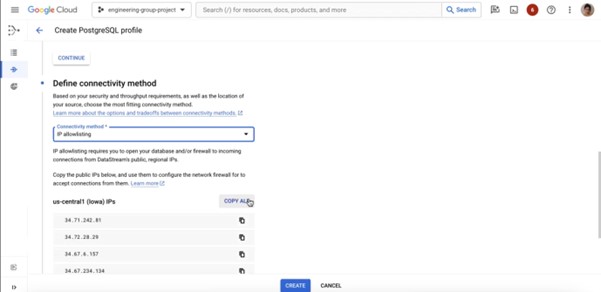 Google Cloud
engineering-group-project
Search (/) for resources, docs, products, and more
Search
Create PostgreSQL profile
CONTINUE
Define connectivity method
Based on your security and throughput requirements, as well as the location of
your source, choose the most fitting connectivity method.
Learn more about the options and tradeoffs between connectivity methods.
Connectivity method *
IP allowlisting
IP allowlisting requires you to open your database and/or firewall to incoming
connections from DataStream's public, regional IPs.
Copy the public IPs below, and use them to configure the network firewall for to
accept connections from them. Learn more
us-central1 (Iowa) IPs
COPY ALL
34.71.242.81
34.72.28.29
34.67.6.157
34.67.234.134
CREATE
CANCEL